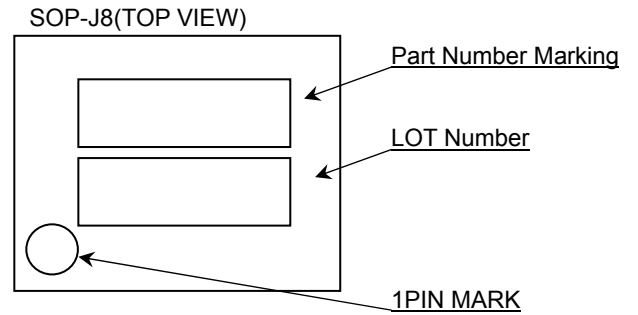 SOP-J8(TOP VIEW)
Part Number Marking
LOT Number
1PIN MARK